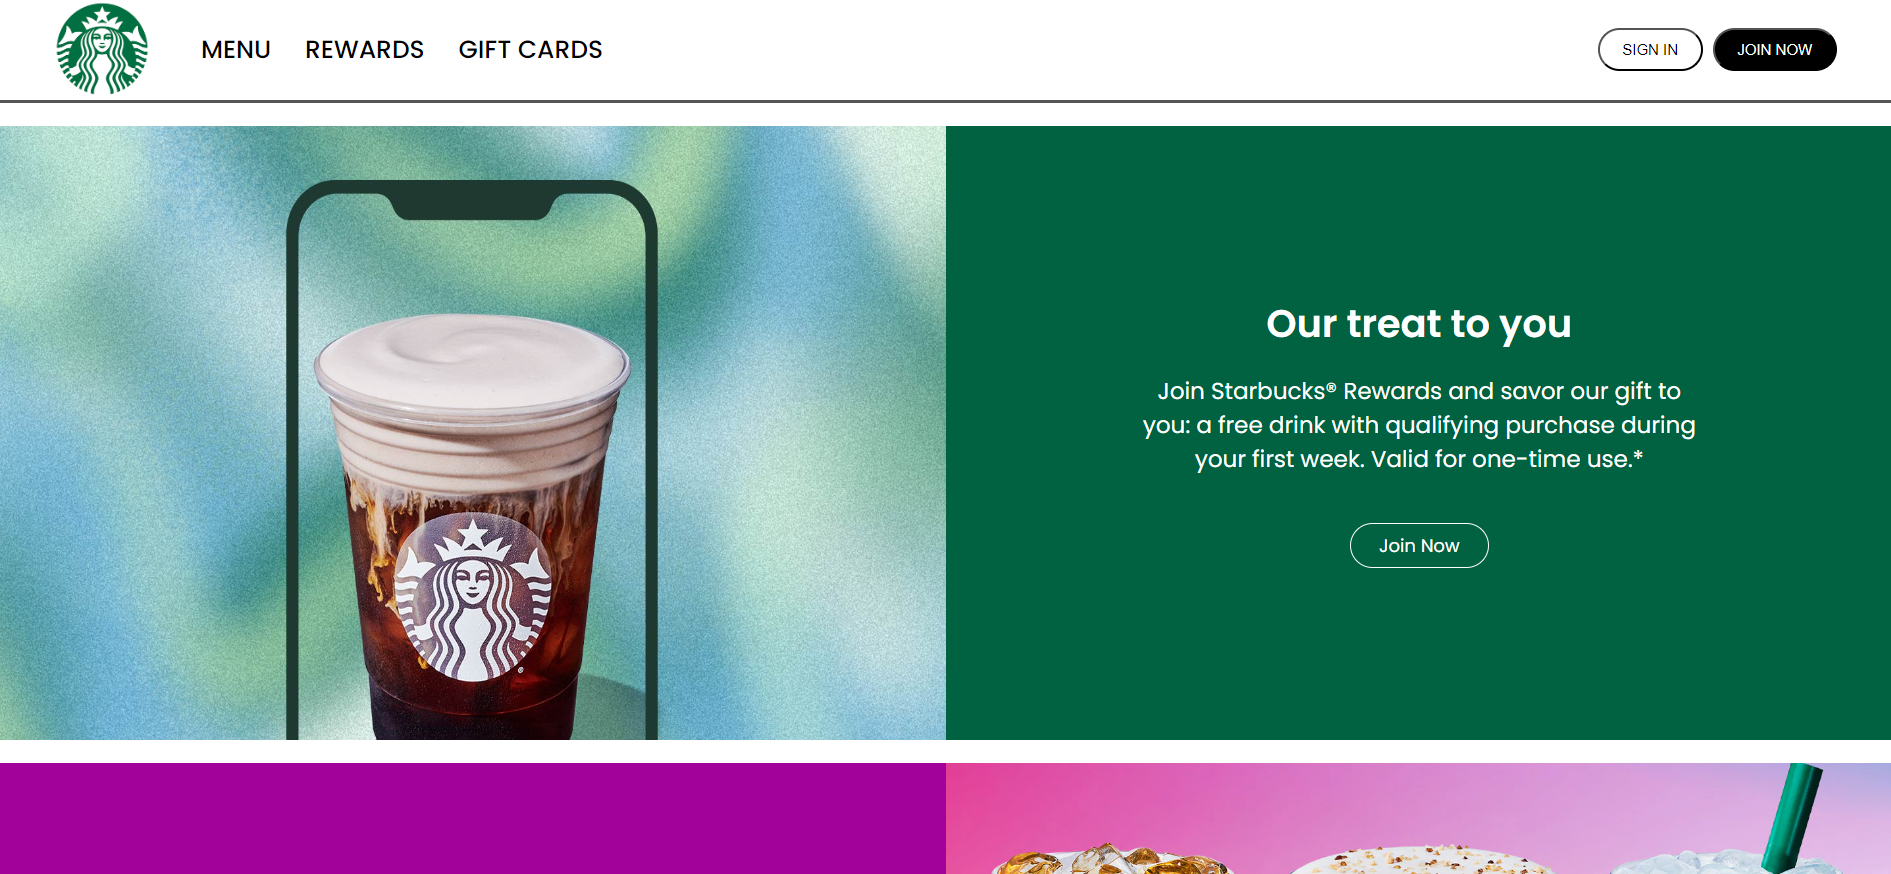 MENU REWARDS GIFT CARDS SIGN IN JOIN NOW
Our treat to you
Join Starbucks® Rewards and savor our gift to
you: a free drink with qualifying purchase during
your first week. Valid for one-time use.*
Join Now